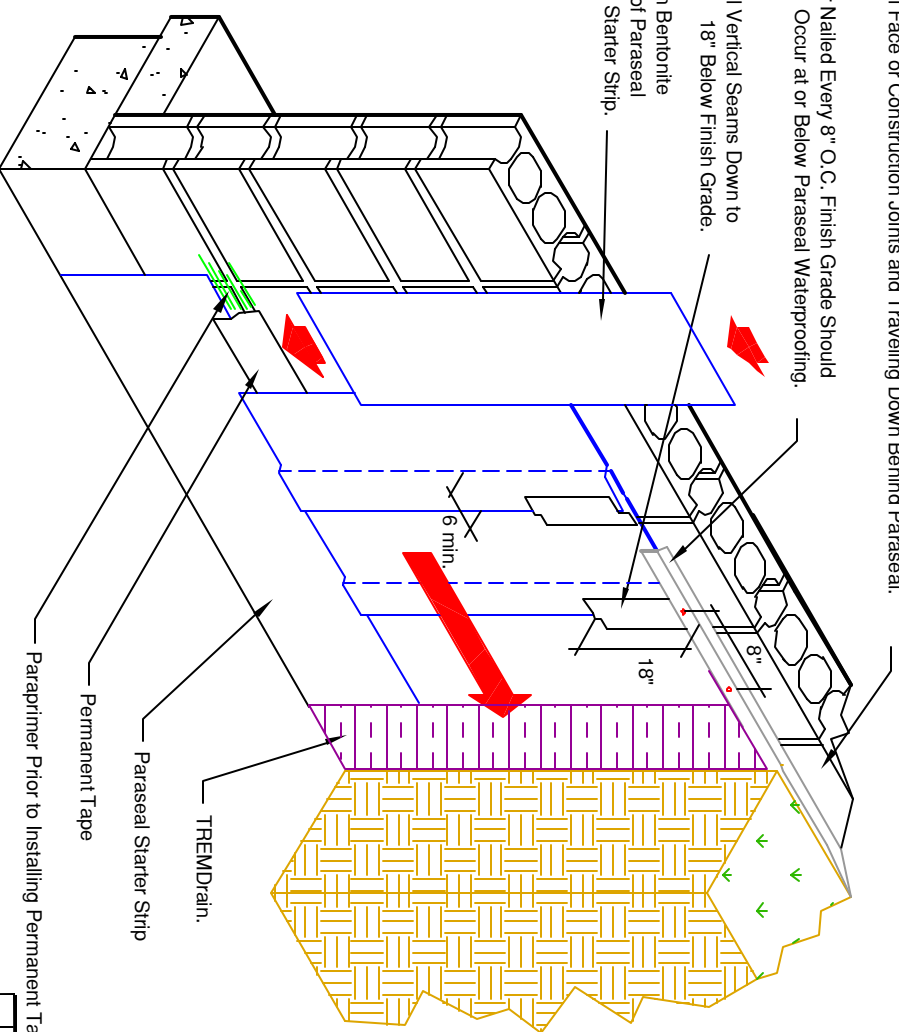 Face or Construction Joints and Traveling Down Behind Paraseal.
Nailed Every 8" O.C. Finish Grade Should
Occur at or Below Paraseal Waterproofing.
Vertical Seams Down to
18" Below Finish Grade.
Bentonite
of Paraseal
Starter Strip.
6 min.
8"
18"
TREMDrain.
Paraseal Starter Strip
Permanent Tape
Paraprimer Prior to Installing Permanent Ta